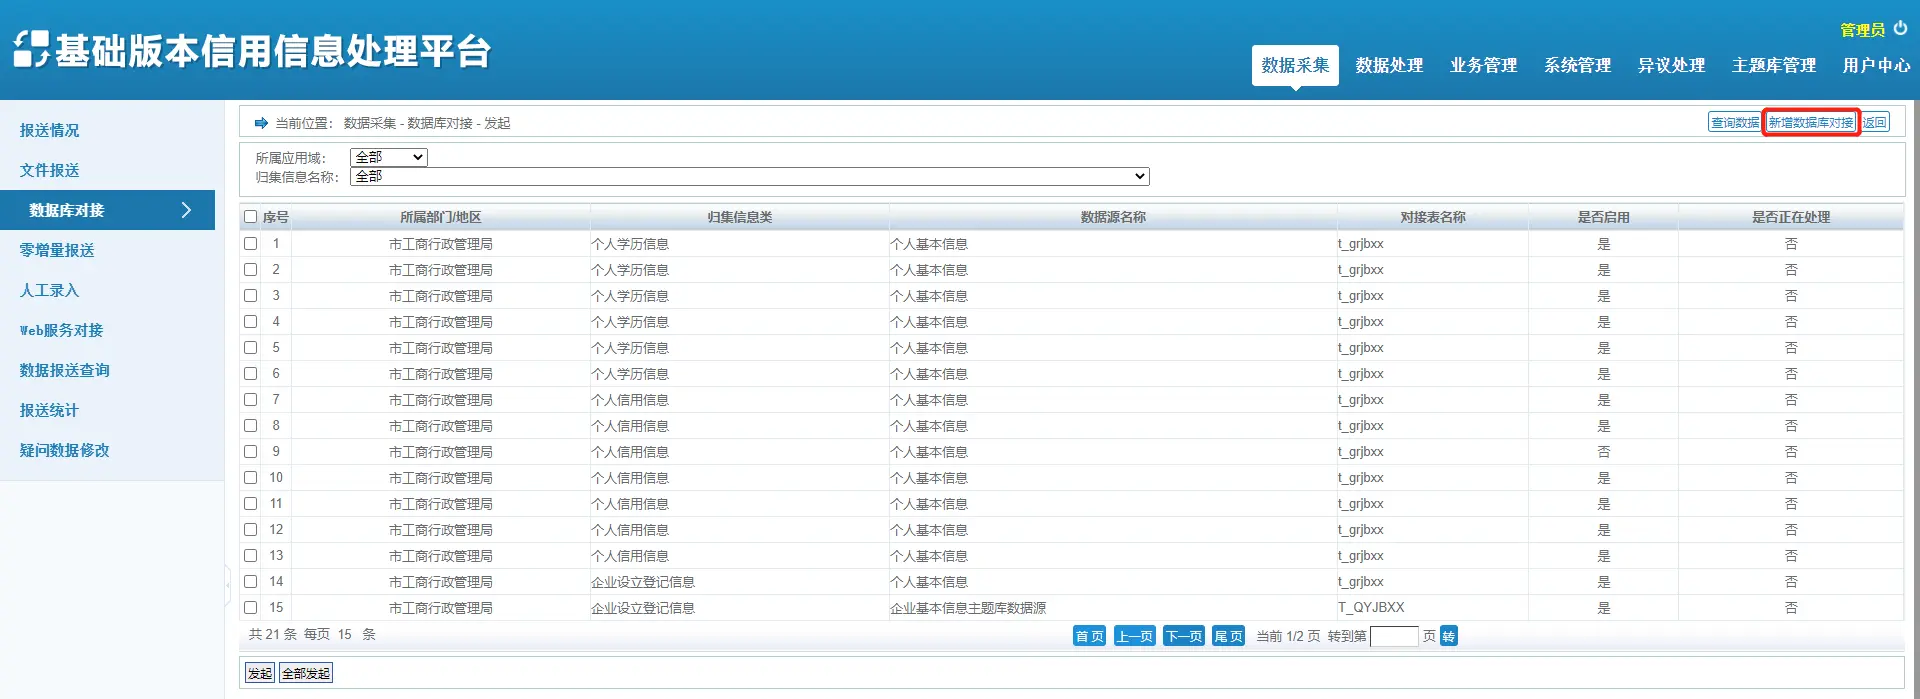 基础版本信用信息处理平台
管理员
数据采集 数据处理 业务管理 系统管理 异议处理 主题库管理 用户中心
报送情况
文件报送
数据库对接
零增量报送
人工录入
Web服务对接
数据报送查询
报送统计
疑问数据修改
当前位置： 数据采集 - 数据库对接 - 发起
查询数据 新增数据库对接 返回
所属应用域： 全部
归集信息名称： 全部
序号 所属部门/地区 归集信息类 数据源名称 对接表名称 是否启用 是否正在处理
1 市工商行政管理局 个人学历信息 个人基本信息 t_grjbxx 是 否
2 市工商行政管理局 个人学历信息 个人基本信息 t_grjbxx 是 否
3 市工商行政管理局 个人学历信息 个人基本信息 t_grjbxx 是 否
4 市工商行政管理局 个人学历信息 个人基本信息 t_grjbxx 是 否
5 市工商行政管理局 个人学历信息 个人基本信息 t_grjbxx 是 否
6 市工商行政管理局 个人学历信息 个人基本信息 t_grjbxx 是 否
7 市工商行政管理局 个人信用信息 个人基本信息 t_grjbxx 是 否
8 市工商行政管理局 个人信用信息 个人基本信息 t_grjbxx 是 否
9 市工商行政管理局 个人信用信息 个人基本信息 t_grjbxx 否 否
10 市工商行政管理局 个人信用信息 个人基本信息 t_grjbxx 是 否
11 市工商行政管理局 个人信用信息 个人基本信息 t_grjbxx 是 否
12 市工商行政管理局 个人信用信息 个人基本信息 t_grjbxx 是 否
13 市工商行政管理局 个人信用信息 个人基本信息 t_grjbxx 是 否
14 市工商行政管理局 企业设立登记信息 个人基本信息 t_grjbxx 是 否
15 市工商行政管理局 企业设立登记信息 企业基本信息主题库数据源 T_QYJBXX 是 否
共 21 条 每页 15 条 首页 上一页 下一页 尾页 当前 1/2 页 转到第 页 转
发起 全部发起